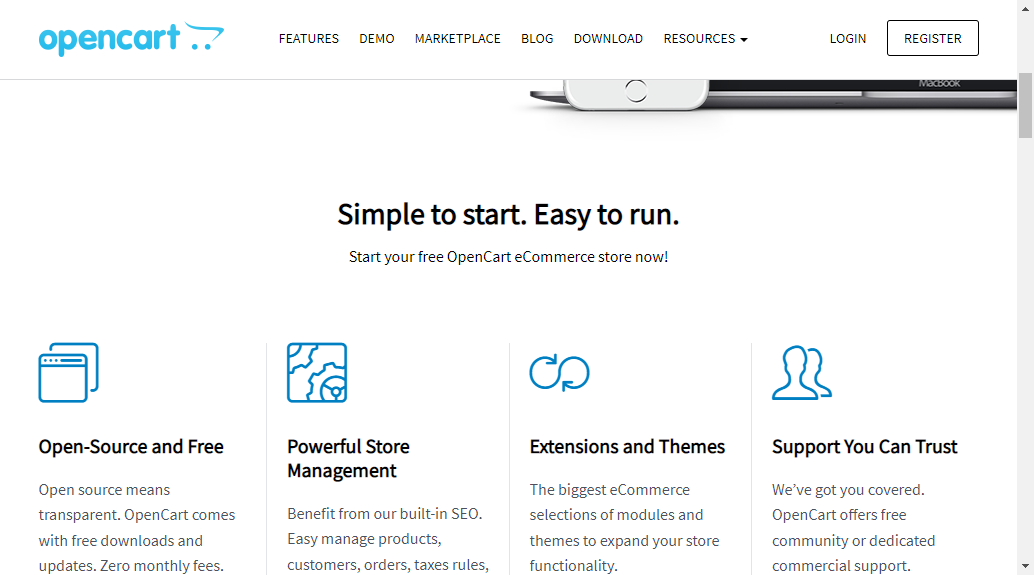 opencart
FEATURES DEMO MARKETPLACE BLOG DOWNLOAD RESOURCES LOGIN REGISTER
MacBook
Simple to start. Easy to run.
Start your free OpenCart eCommerce store now!
Open-Source and Free
Open source means
transparent. OpenCart comes
with free downloads and
updates. Zero monthly fees.
Powerful Store
Management
Benefit from our built-in SEO.
Easy manage products,
customers, orders, taxes rules,
Extensions and Themes
The biggest eCommerce
selections of modules and
themes to expand your store
functionality.
Support You Can Trust
We’ve got you covered.
OpenCart offers free
community or dedicated
commercial support.